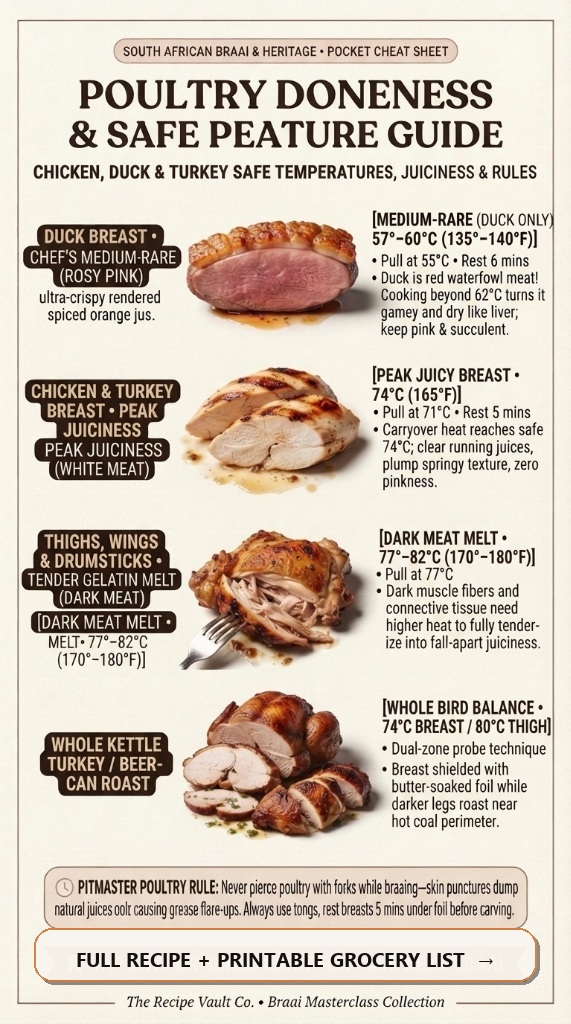 SOUTH AFRICAN BRAAI & HERITAGE • POCKET CHEAT SHEET
POULTRY DONENESS
& SAFE PEATURE GUIDE
CHICKEN, DUCK & TURKEY SAFE TEMPERATURES, JUICINESS & RULES
DUCK BREAST •
CHEF'S MEDIUM-RARE
(ROSY PINK)
ultra-crispy rendered
spiced orange jus.
[MEDIUM-RARE (DUCK ONLY)
57°–60°C (135°–140°F)]
• Pull at 55°C • Rest 6 mins
• Duck is red waterfowl meat!
Cooking beyond 62°C turns it
gamey and dry like liver;
keep pink & succulent.
CHICKEN & TURKEY
BREAST • PEAK
JUICINESS
PEAK JUICINESS
(WHITE MEAT)
[PEAK JUICY BREAST •
74°C (165°F)]
• Pull at 71°C • Rest 5 mins
• Carryover heat reaches safe
74°C; clear running juices,
plump springy texture, zero
pinkness.
THIGHS, WINGS
& DRUMSTICKS •
TENDER GELATIN MELT
(DARK MEAT)
[DARK MEAT MELT •
MELT• 77°–82°C
(170°–180°F)]
[DARK MEAT MELT •
77°–82°C (170°–180°F)]
• Pull at 77°C
• Dark muscle fibers and
connective tissue need
higher heat to fully tender-
ize into fall-apart juiciness.
WHOLE KETTLE
TURKEY / BEER-
CAN ROAST
[WHOLE BIRD BALANCE •
74°C BREAST / 80°C THIGH]
• Dual-zone probe technique
• Breast shielded with
butter-soaked foil while
darker legs roast near
hot coal perimeter.
PITMASTER POULTRY RULE: Never pierce poultry with forks while braaing—skin punctures dump
natural juices oolt causing grease flare-ups. Always use tongs, rest breasts 5 mins under foil before carving.
FULL RECIPE + PRINTABLE GROCERY LIST →
The Recipe Vault Co. • Braai Masterclass Collection